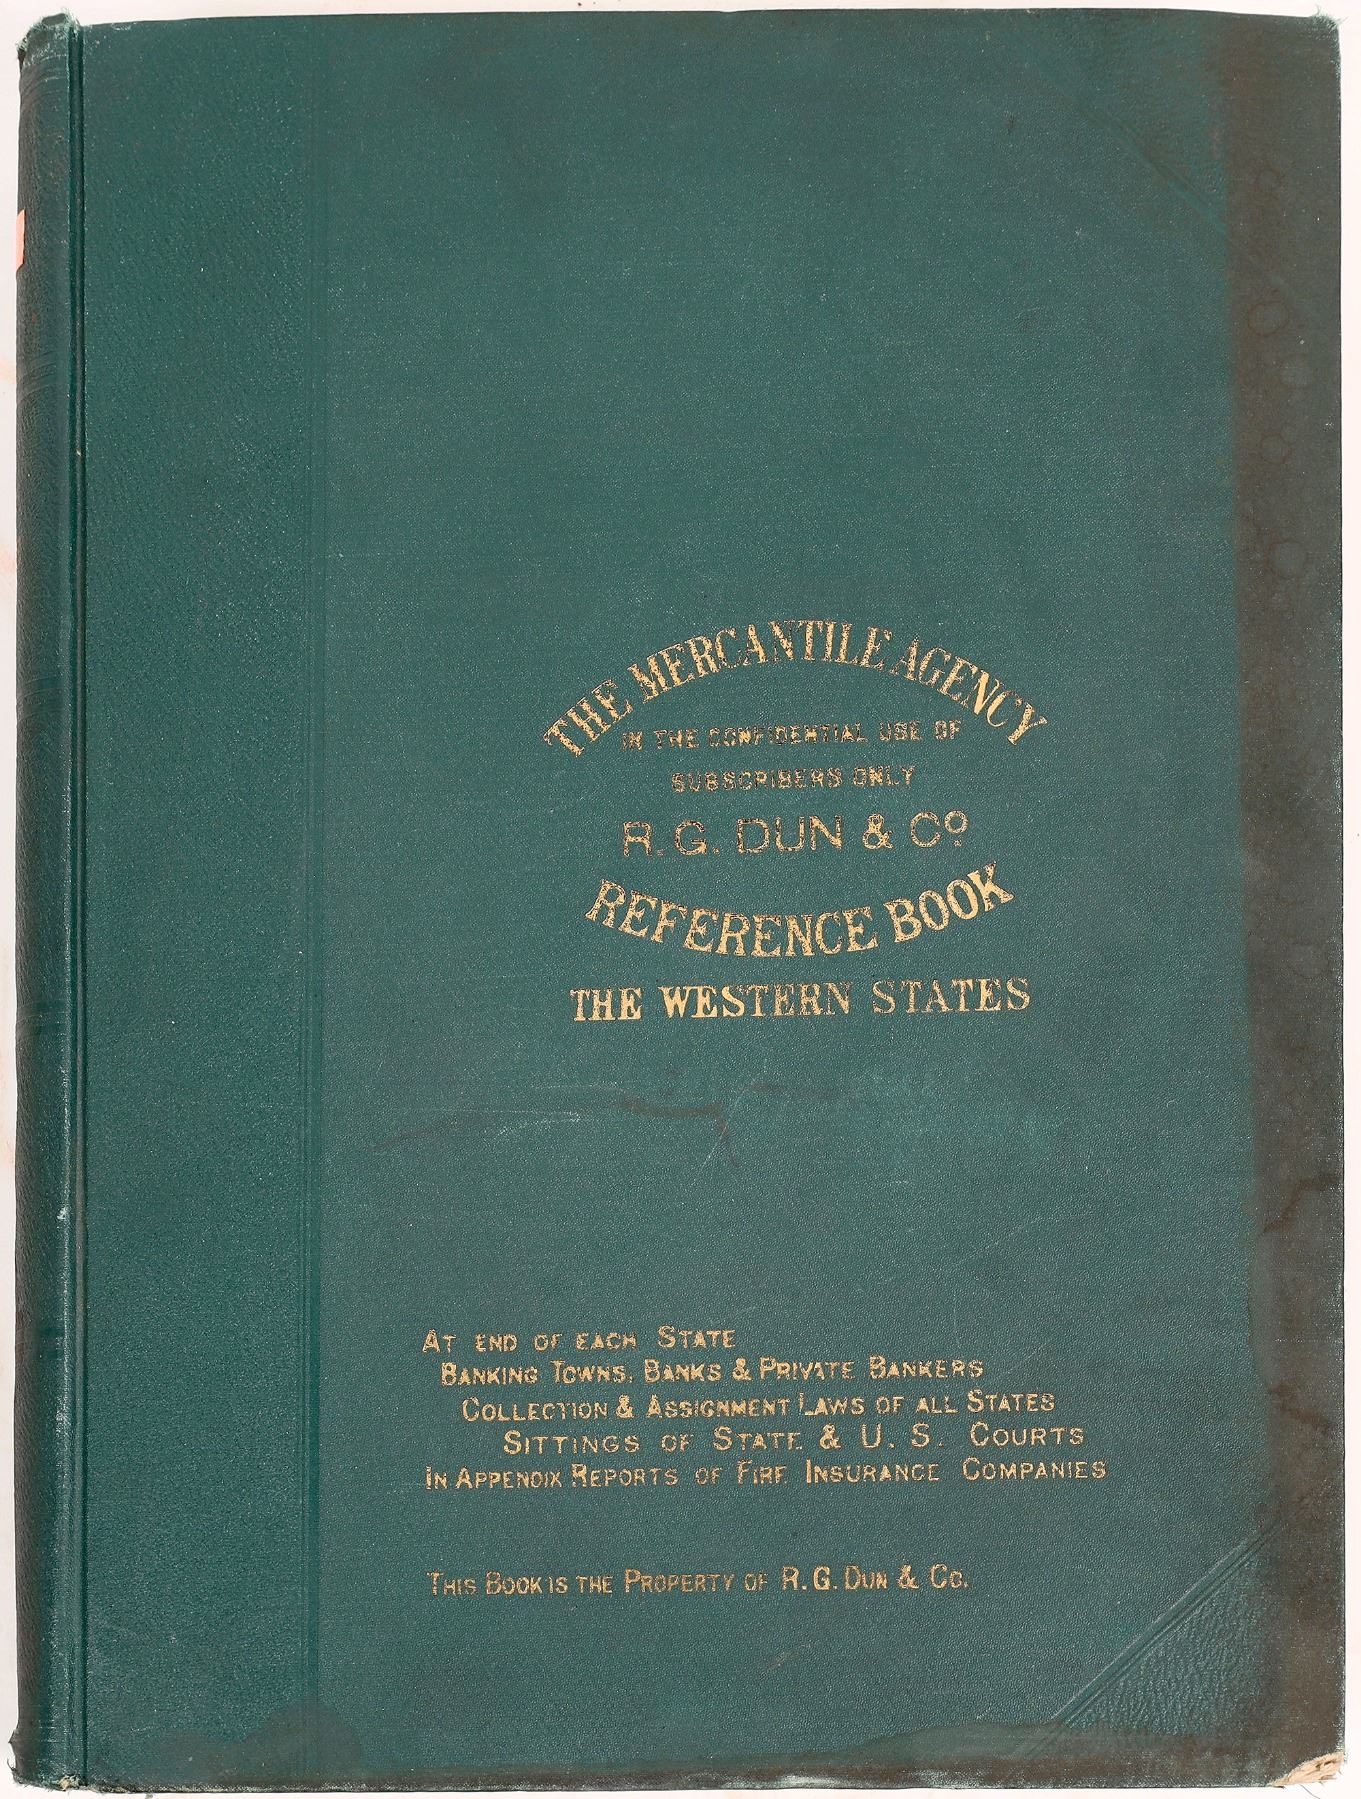 THE MERCANTILE AGENCY
IN THE CONFIDENTIAL USE OF
SUBSCRIBERS ONLY
R. G. DUN & Co.
REFERENCE BOOK
THE WESTERN STATES
AT END OF EACH STATE
BANKING TOWNS, BANKS & PRIVATE BANKERS
COLLECTION & ASSIGNMENT LAWS OF ALL STATES
SITTINGS OF STATE & U. S. COURTS
IN APPENDIX REPORTS OF FIRE INSURANCE COMPANIES
THIS BOOK IS THE PROPERTY OF R. G. DUN & CO.